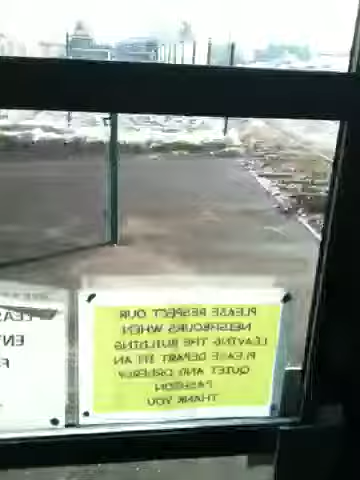 PLEASE RESPECT OUR
NEIGHBOURS WHEN
LEAVING THE BUILDING
PLEASE DEPART IN AN
QUIET AND ORDERLY
FASHION
THANK YOU